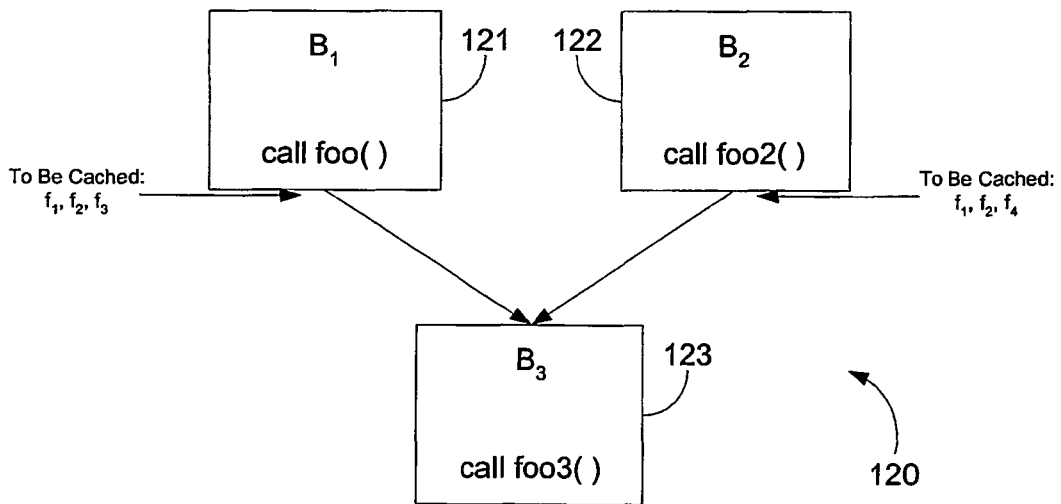 B₁
call foo( )
121
122
B₂
call foo2( )
To Be Cached:
f₁, f₂, f₃
To Be Cached:
f₁, f₂, f₄
B₃
call foo3( )
123
120